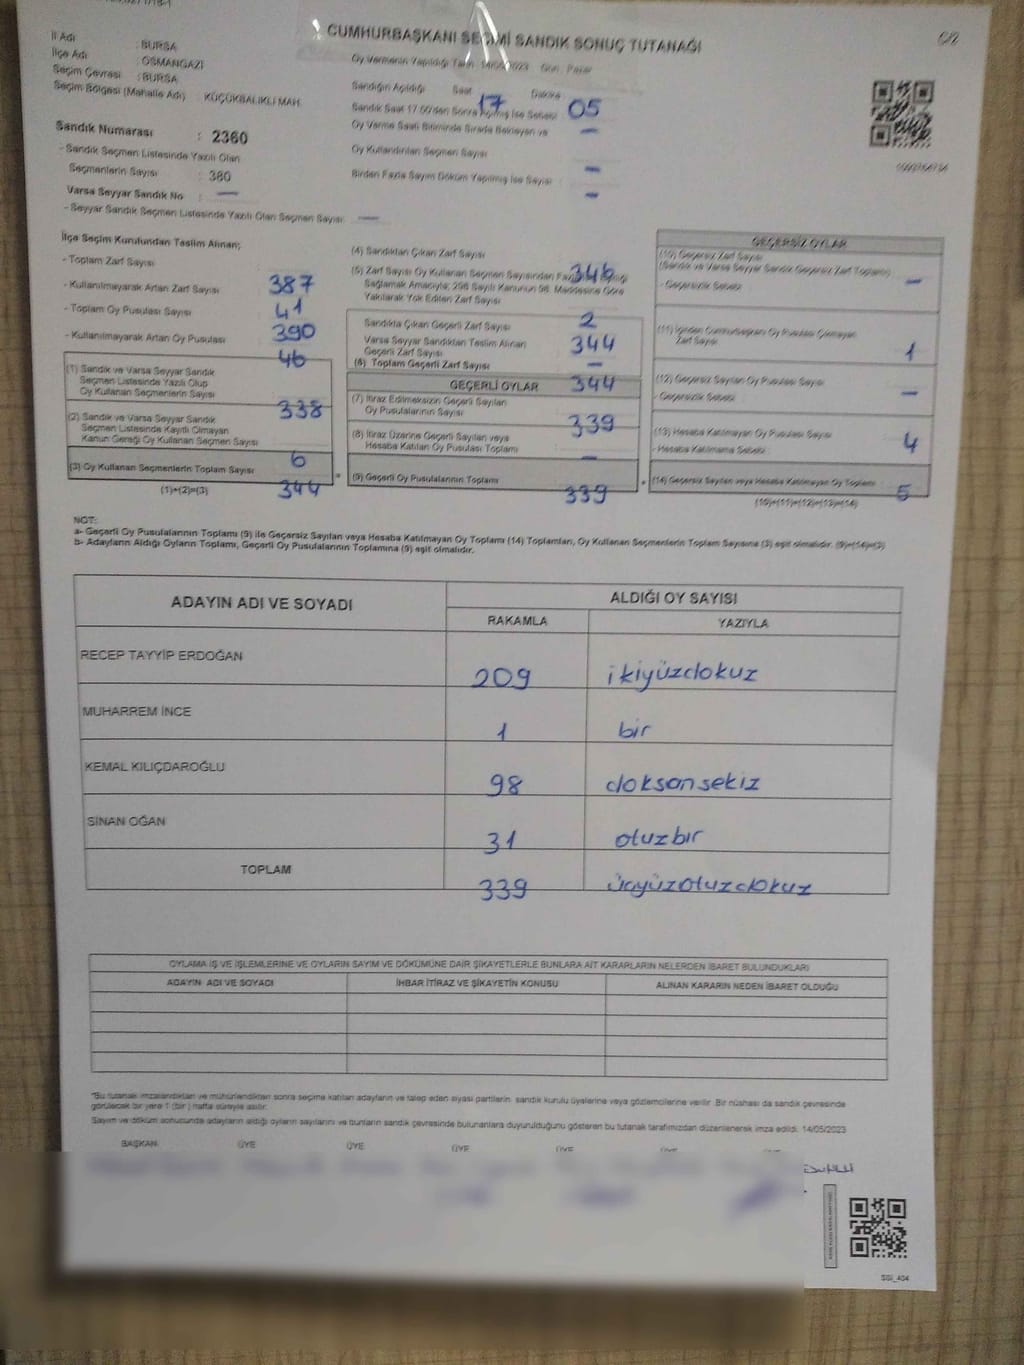 CUMHURBAŞKANI SEÇİMİ SANDIK SONUÇ TUTANAĞI
İl Adı : BURSA
İlçe Adı : OSMANGAZİ
Seçim Çevresi : BURSA
Seçim Bölgesi (Mahalle Adı) : KÜÇÜKBALIKLI MAH.
Oy Vermenin Yapıldığı Tarih : 14/05/2023 Gün : Pazar
Sandığın Açıldığı Saat Dakika
17 05
Sandık Saat 17.00'den Sonra Açılmış İse Sebebi
Oy Verme Saati Bitiminde Sırada Bekleyen ve —
Oy Kullandırılan Seçmen Sayısı —
Birden Fazla Sayım Döküm Yapılmış İse Sayısı : —
Sandık Numarası : 2360
- Sandık Seçmen Listesinde Yazılı Olan
Seçmenlerin Sayısı : 380
Varsa Seyyar Sandık No : —
- Seyyar Sandık Seçmen Listesinde Yazılı Olan Seçmen Sayısı: —
İlçe Seçim Kurulundan Teslim Alınan;
- Toplam Zarf Sayısı : 387
- Kullanılmayarak Artan Zarf Sayısı : 41
- Toplam Oy Pusulası Sayısı : 390
- Kullanılmayarak Artan Oy Pusulası : 46
(1) Sandık ve Varsa Seyyar Sandık
Seçmen Listesinde Yazılı Olup
Oy Kullanan Seçmenlerin Sayısı 338
(2) Sandık ve Varsa Seyyar Sandık
Seçmen Listesinde Kayıtlı Olmayan
Kanun Gereği Oy Kullanan Seçmen Sayısı 6
(3) Oy Kullanan Seçmenlerin Toplam Sayısı 344
(1)+(2)=(3)
(4) Sandıktan Çıkan Zarf Sayısı 346
(5) Zarf Sayısı Oy Kullanan Seçmen Sayısından Fazla
Sağlamak Amacıyla; 298 Sayılı Kanunun 98. Maddesine Göre
Yakılarak Yok Edilen Zarf Sayısı 2
Sandıkta Çıkan Geçerli Zarf Sayısı 344
Varsa Seyyar Sandıktan Teslim Alınan
Geçerli Zarf Sayısı —
(6) Toplam Geçerli Zarf Sayısı 344
GEÇERLİ OYLAR
(7) İtiraz Edilmeksizin Geçerli Sayılan
Oy Pusulalarının Sayısı 339
(8) İtiraz Üzerine Geçerli Sayılan veya
Hesaba Katılan Oy Pusulası Toplamı —
(9) Geçerli Oy Pusulalarının Toplamı 339
GEÇERSİZ OYLAR
(10) Geçersiz Zarf Sayısı
(Sandık ve Varsa Seyyar Sandık Geçersiz Zarf Toplamı)
- Geçersizlik Sebebi —
(11) İçinden Cumhurbaşkanı Oy Pusulası Çıkmayan
Zarf Sayısı 1
(12) Geçersiz Sayılan Oy Pusulası Sayısı
- Geçersizlik Sebebi —
(13) Hesaba Katılmayan Oy Pusulası Sayısı
- Hesaba Katılmama Sebebi 4
(14) Geçersiz Sayılan veya Hesaba Katılmayan Oy Toplamı 5
(10)+(11)+(12)+(13)=(14)
NOT:
a- Geçerli Oy Pusulalarının Toplamı (9) ile Geçersiz Sayılan veya Hesaba Katılmayan Oy Toplamı (14) Toplamları, Oy Kullanan Seçmenlerin Toplam Sayısına (3) eşit olmalıdır. (9)+(14)=(3)
b- Adayların Aldığı Oyların Toplamı, Geçerli Oy Pusulalarının Toplamına (9) eşit olmalıdır.
ADAYIN ADI VE SOYADI ALDIĞI OY SAYISI
RAKAMLA YAZIYLA
RECEP TAYYİP ERDOĞAN 209 ikiyüzdokuz
MUHARREM İNCE 1 bir
KEMAL KILIÇDAROĞLU 98 doksansekiz
SİNAN OĞAN 31 otuzbir
TOPLAM 339 üçyüzotuzdokuz
OYLAMA İŞ VE İŞLEMLERİNE VE OYLARIN SAYIM VE DÖKÜMÜNE DAİR ŞİKAYETLERLE BUNLARA AİT KARARLARIN NELERDEN İBARET BULUNDUKLARI
ADAYIN ADI VE SOYADI İHBAR İTİRAZ VE ŞİKAYETİN KONUSU ALINAN KARARIN NEDEN İBARET OLDUĞU
"Bu tutanak imzalandıktan ve mühürlendikten sonra seçime katılan adayların ve talep eden siyasi partilerin sandık kurulu üyelerine veya gözlemcilerine verilir. Bir nüshası da sandık çevresinde
görülecek bir yere 1 (bir) hafta süreyle asılır.
Sayım ve döküm sonucunda adayların aldığı oyların sayılarını ve bunların sandık çevresinde bulunanlara duyurulduğunu gösteren bu tutanak tarafımızdan düzenlenerek imza edildi. 14/05/2023
BAŞKAN ÜYE ÜYE ÜYE ÜYE
SSİ_404